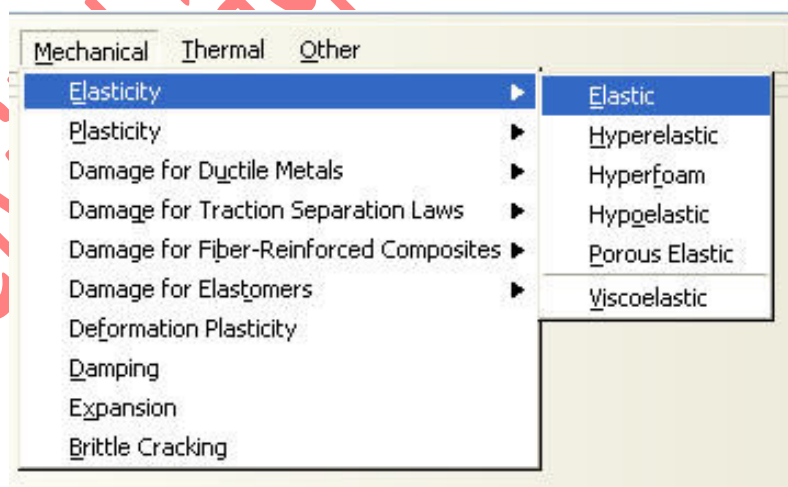 Mechanical Thermal Other
Elasticity
Plasticity
Damage for Ductile Metals
Damage for Traction Separation Laws
Damage for Fiber-Reinforced Composites
Damage for Elastomers
Deformation Plasticity
Damping
Expansion
Brittle Cracking
Elastic
Hyperelastic
Hyperfoam
Hypoelastic
Porous Elastic
Viscoelastic